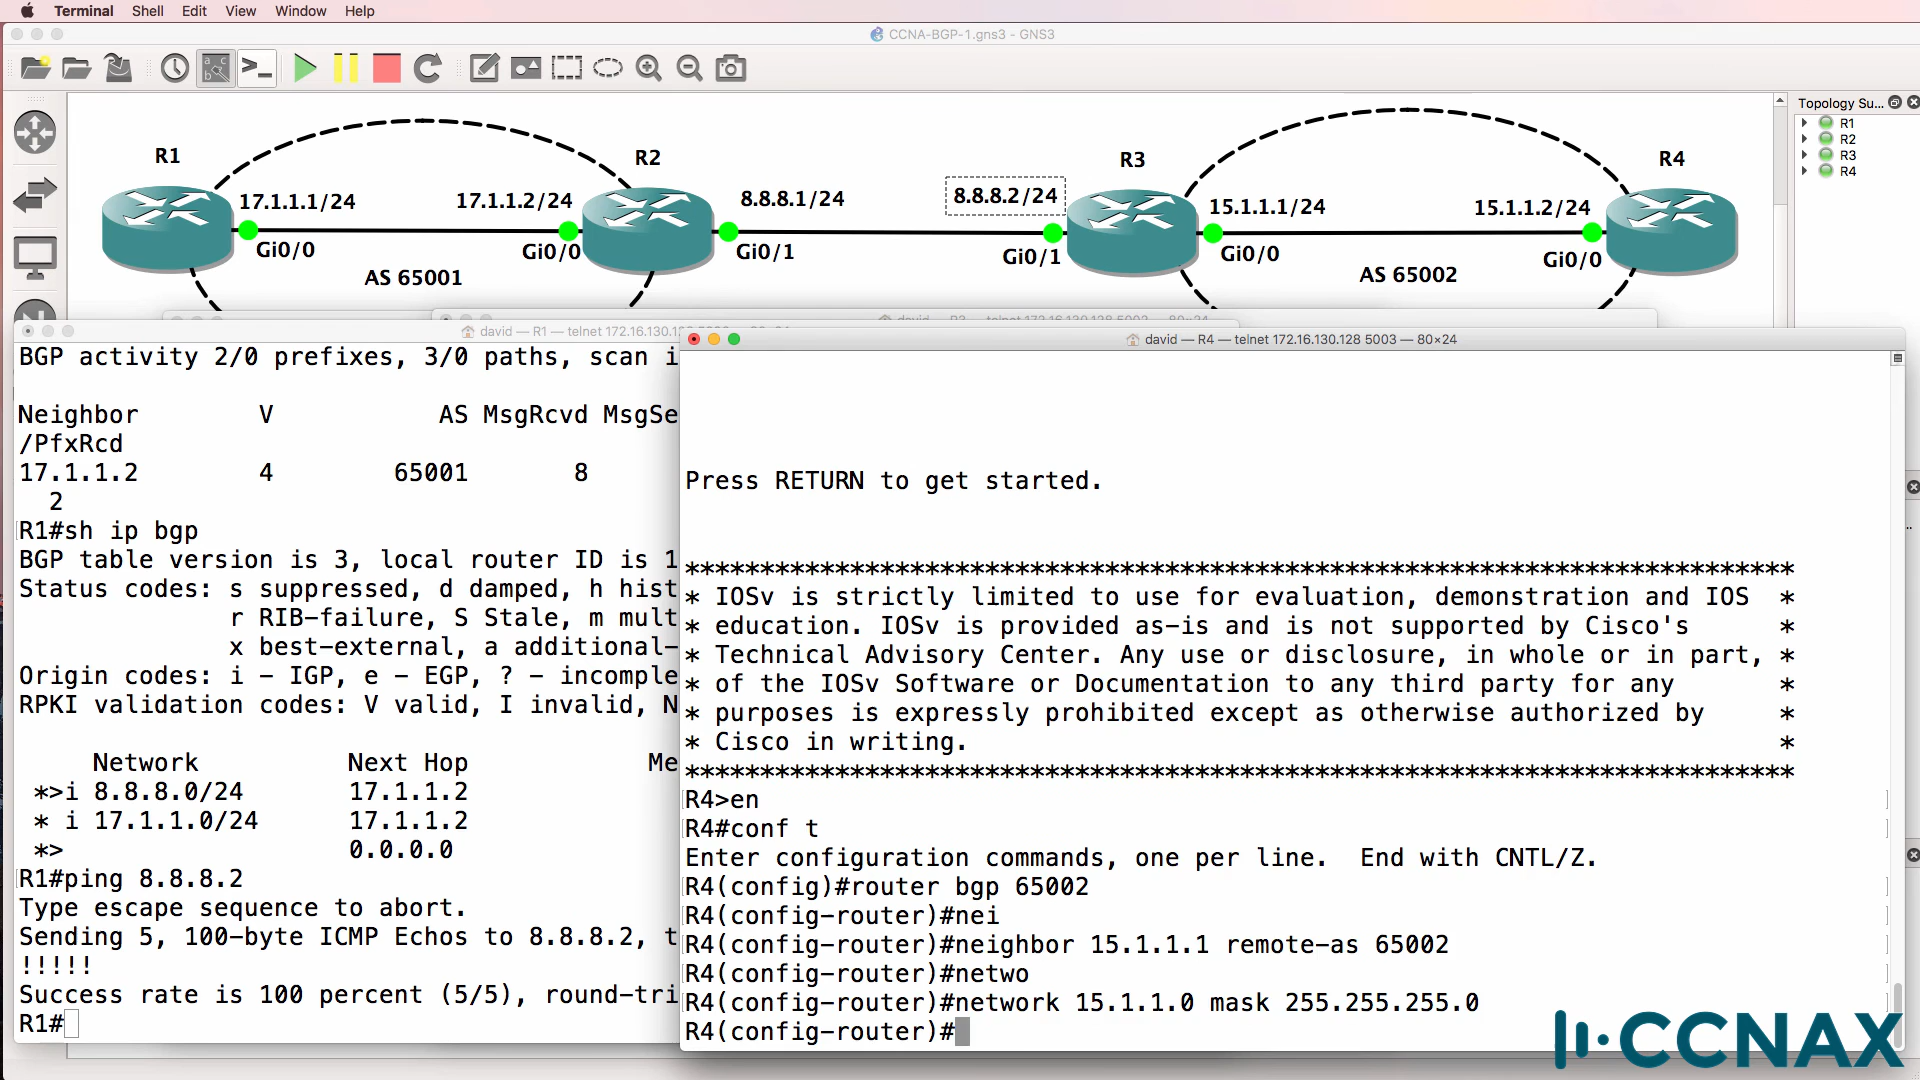 Terminal Shell Edit View Window Help
CCNA-BGP-1.gns3 - GNS3
Topology Su...
R1
R2
R3
R4
R1
R2
R3
R4
17.1.1.1/24
17.1.1.2/24
8.8.8.1/24
8.8.8.2/24
15.1.1.1/24
15.1.1.2/24
Gi0/0
Gi0/0
Gi0/1
Gi0/1
Gi0/0
Gi0/0
AS 65001
AS 65002
david — R1 — telnet 172.16.130.12
BGP activity 2/0 prefixes, 3/0 paths, scan i
Neighbor V AS MsgRcvd MsgSe
/PfxRcd
17.1.1.2 4 65001 8
2
R1#sh ip bgp
BGP table version is 3, local router ID is 1
Status codes: s suppressed, d damped, h hist
r RIB-failure, S Stale, m mult
x best-external, a additional-
Origin codes: i - IGP, e - EGP, ? - incomple
RPKI validation codes: V valid, I invalid, N
Network Next Hop Me
*>i 8.8.8.0/24 17.1.1.2
* i 17.1.1.0/24 17.1.1.2
*> 0.0.0.0
R1#ping 8.8.8.2
Type escape sequence to abort.
Sending 5, 100-byte ICMP Echos to 8.8.8.2, t
!!!!!
Success rate is 100 percent (5/5), round-tri
R1#
david — R4 — telnet 172.16.130.128 5003 — 80×24
Press RETURN to get started.
**************************************************************************
* IOSv is strictly limited to use for evaluation, demonstration and IOS *
* education. IOSv is provided as-is and is not supported by Cisco's *
* Technical Advisory Center. Any use or disclosure, in whole or in part, *
* of the IOSv Software or Documentation to any third party for any *
* purposes is expressly prohibited except as otherwise authorized by *
* Cisco in writing. *
**************************************************************************
R4>en
R4#conf t
Enter configuration commands, one per line. End with CNTL/Z.
R4(config)#router bgp 65002
R4(config-router)#nei
R4(config-router)#neighbor 15.1.1.1 remote-as 65002
R4(config-router)#netwo
R4(config-router)#network 15.1.1.0 mask 255.255.255.0
R4(config-router)#
CCNAX